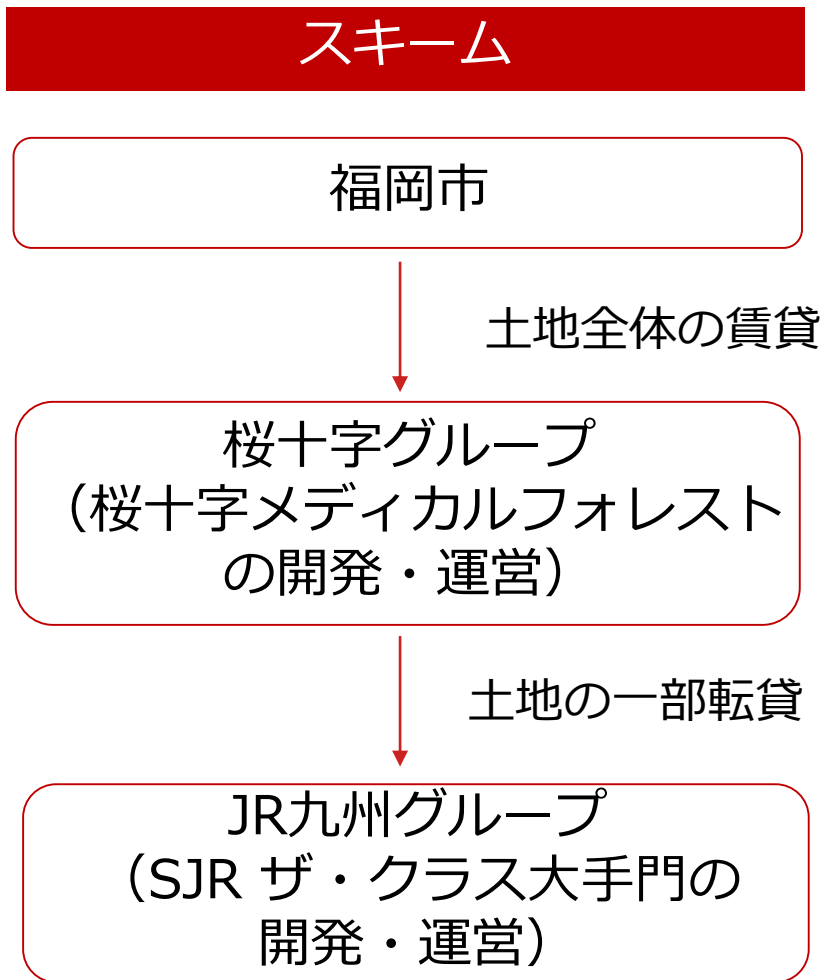 スキーム
福岡市
土地全体の賃貸
桜十字グループ
（桜十字メディカルフォレスト
の開発・運営）
土地の一部転貸
JR九州グループ
（SJR ザ・クラス大手門の
開発・運営）